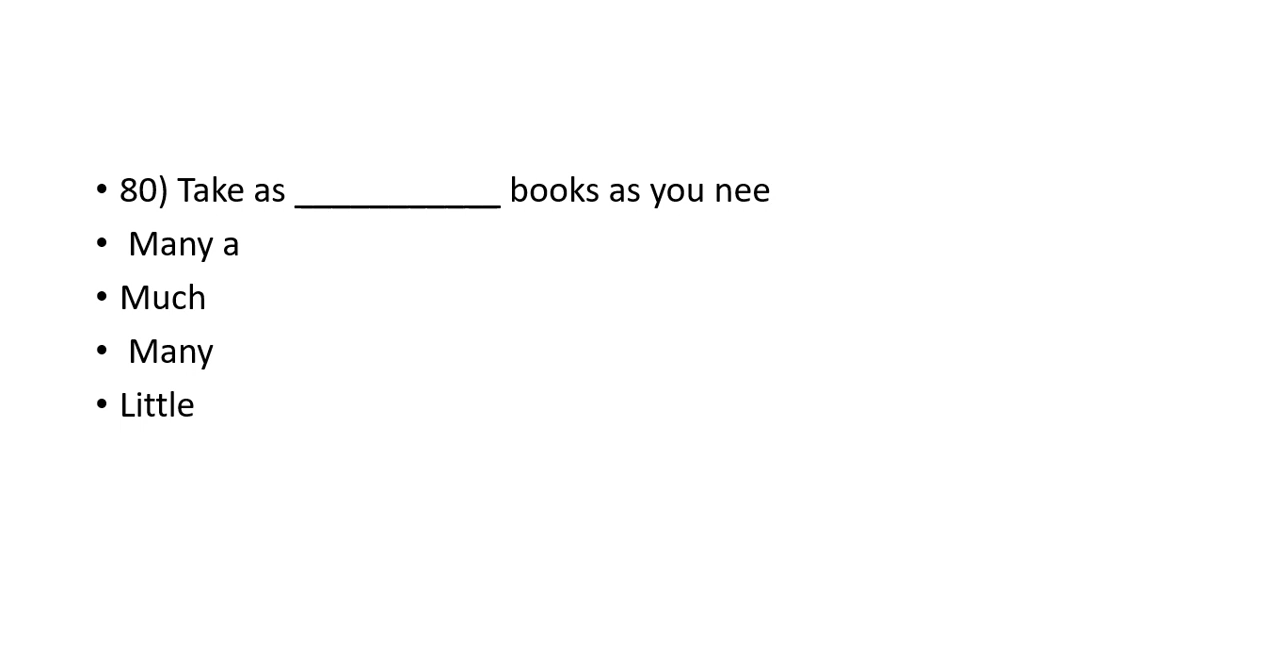 • 80) Take as ___________ books as you nee
• Many a
• Much
• Many
• Little